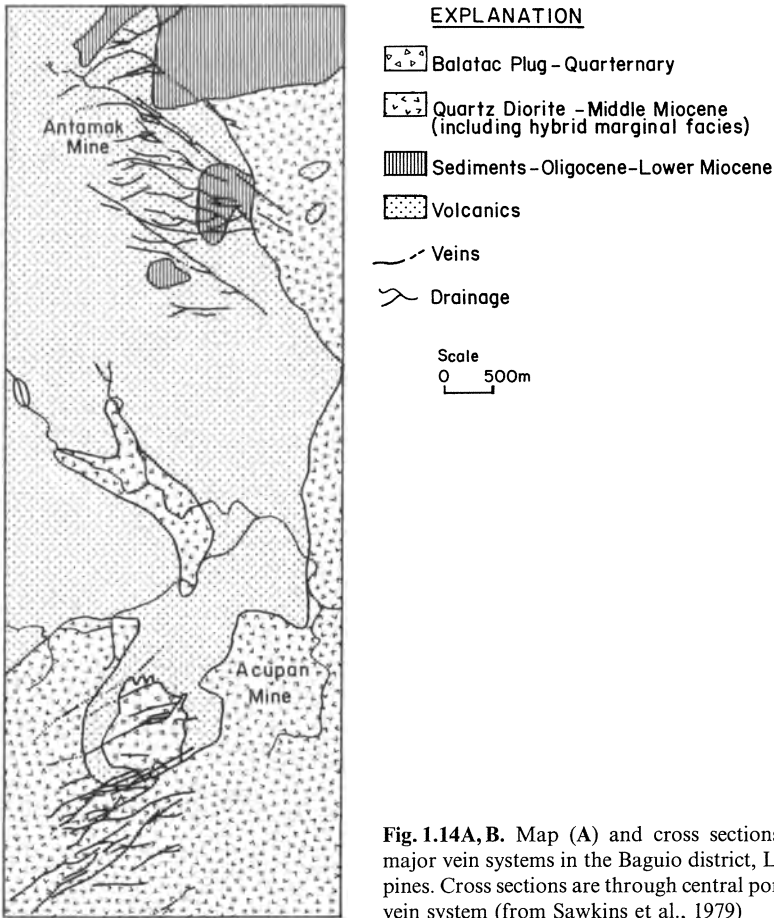 EXPLANATION
Balatac Plug – Quarternary
Quartz Diorite – Middle Miocene
(including hybrid marginal facies)
Sediments – Oligocene – Lower Miocene
Volcanics
Veins
Drainage
Scale
0 500m
Antamak
Mine
Acupan
Mine
Fig. 1.14A, B. Map (A) and cross sections
major vein systems in the Baguio district, L
pines. Cross sections are through central por
vein system (from Sawkins et al., 1979)